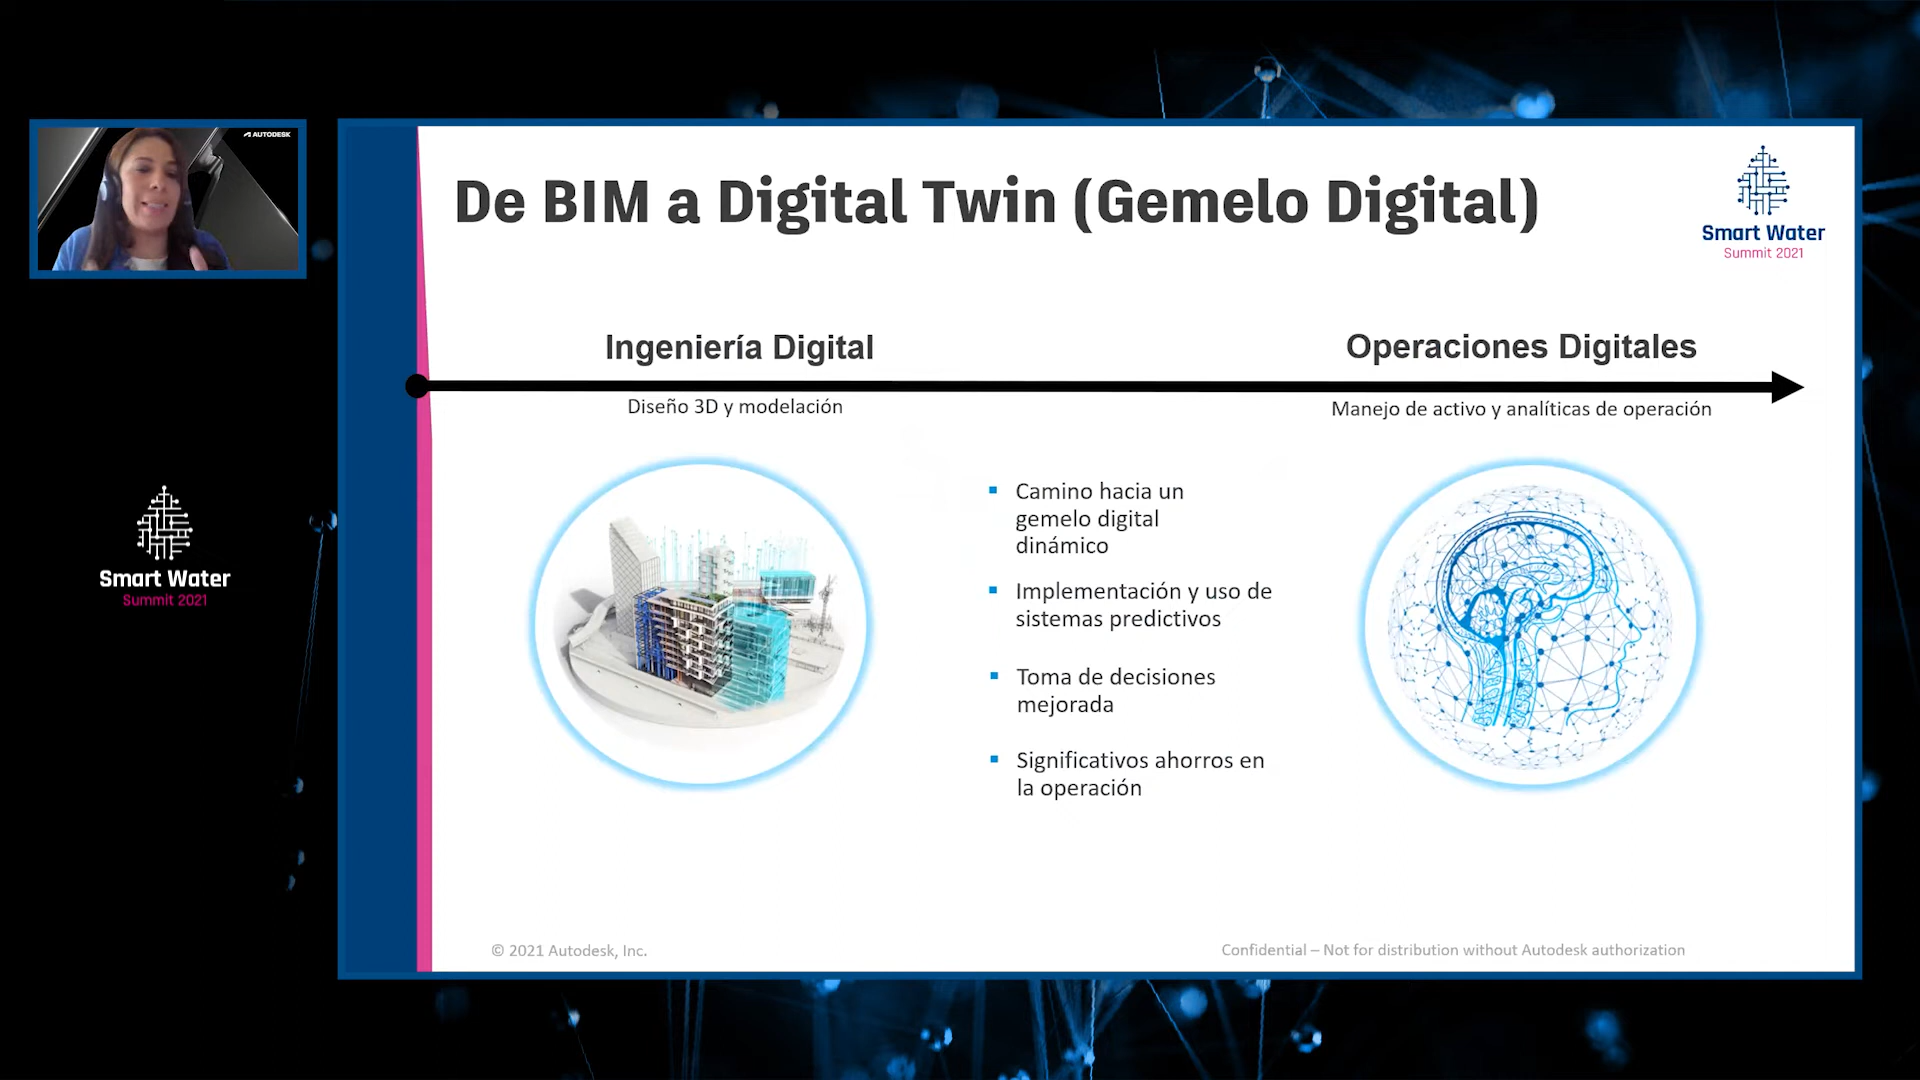 AUTODESK
De BIM a Digital Twin (Gemelo Digital)
Smart Water
Summit 2021
Ingeniería Digital
Operaciones Digitales
Diseño 3D y modelación
Manejo de activo y analíticas de operación
▪ Camino hacia un
gemelo digital
dinámico
▪ Implementación y uso de
sistemas predictivos
▪ Toma de decisiones
mejorada
▪ Significativos ahorros en
la operación
Smart Water
Summit 2021
© 2021 Autodesk, Inc.
Confidential – Not for distribution without Autodesk authorization